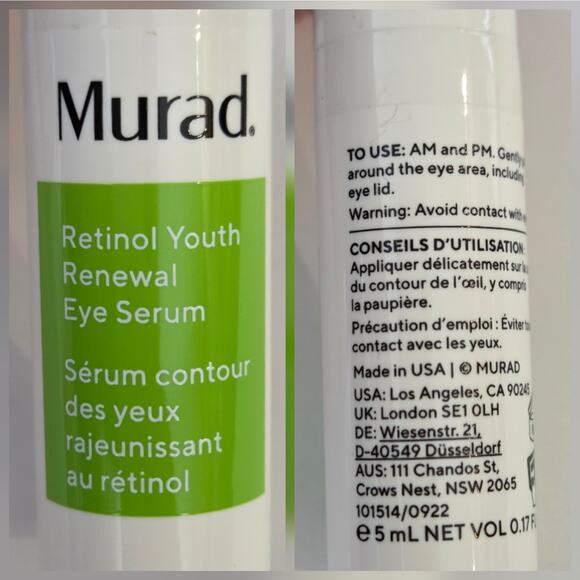 Murad.
Retinol Youth
Renewal
Eye Serum
Sérum contour
des yeux
rajeunissant
au rétinol
TO USE: AM and PM. Gently
around the eye area, including
eye lid.
Warning: Avoid contact with
CONSEILS D'UTILISATION:
Appliquer délicatement sur
du contour de l'œil, y compris
la paupière.
Précaution d'emploi : Éviter
contact avec les yeux.
Made in USA | © MURAD
USA: Los Angeles, CA 90245
UK: London SE1 0LH
DE: Wiesenstr. 21,
D-40549 Düsseldorf
AUS: 111 Chandos St,
Crows Nest, NSW 2065
101514/0922
℮ 5 mL NET VOL 0.17 F